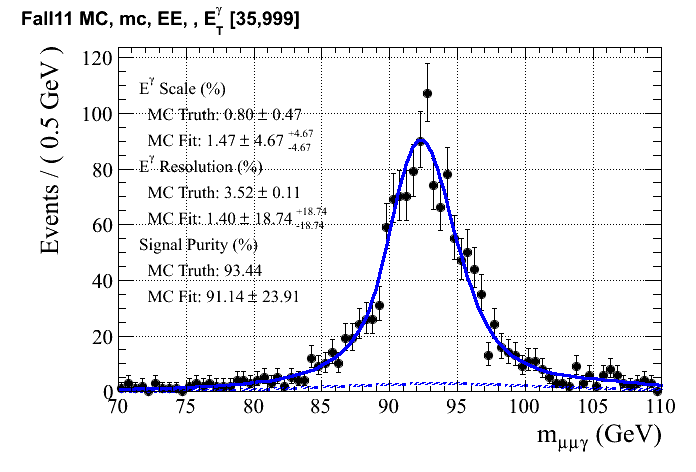 Fall11 MC, mc, EE, , E_T^γ [35,999]
Events / ( 0.5 GeV )
120
100
80
60
40
20
0
E^γ Scale (%)
MC Truth: 0.80 ± 0.47
MC Fit: 1.47 ± 4.67 +4.67 -4.67
E^γ Resolution (%)
MC Truth: 3.52 ± 0.11
MC Fit: 1.40 ± 18.74 +18.74 -18.74
Signal Purity (%)
MC Truth: 93.44
MC Fit: 91.14 ± 23.91
70 75 80 85 90 95 100 105 110
m_μμγ (GeV)